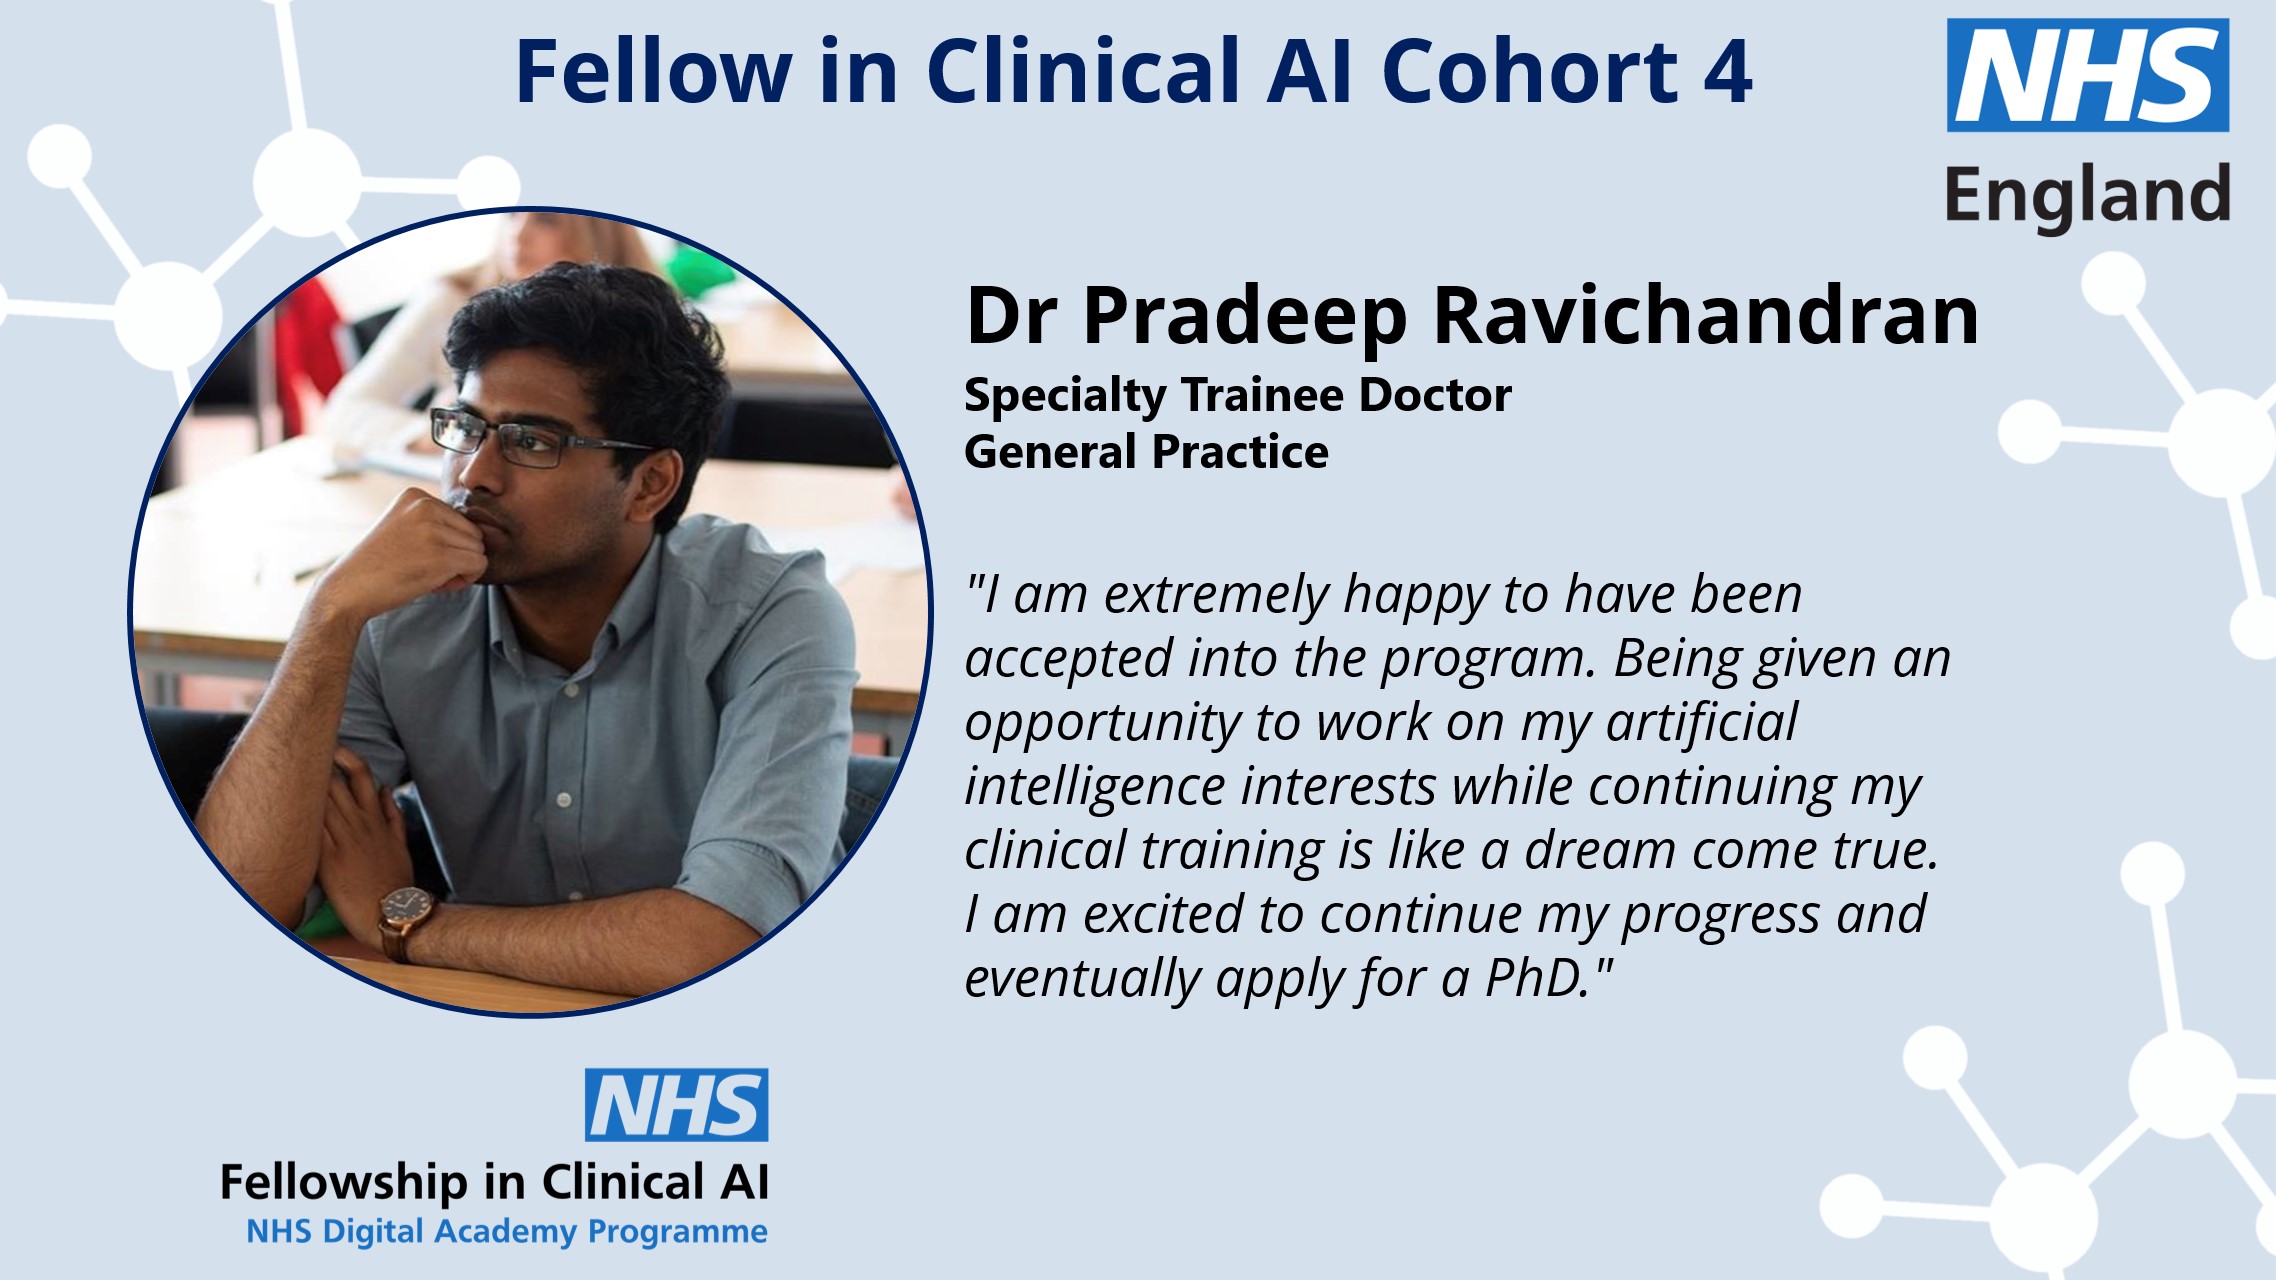 Fellow in Clinical AI Cohort 4
NHS
England
Dr Pradeep Ravichandran
Specialty Trainee Doctor
General Practice
"I am extremely happy to have been
accepted into the program. Being given an
opportunity to work on my artificial
intelligence interests while continuing my
clinical training is like a dream come true.
I am excited to continue my progress and
eventually apply for a PhD."
NHS
Fellowship in Clinical AI
NHS Digital Academy Programme